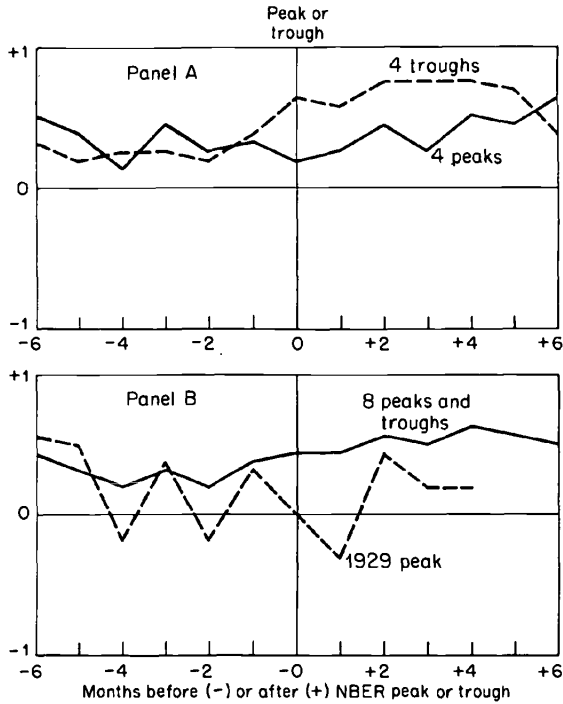 Peak or
trough
+1
Panel A
4 troughs
4 peaks
0
-1
-6
-4
-2
0
+2
+4
+6
+1
Panel B
8 peaks and
troughs
0
1929 peak
-1
-6
-4
-2
-0
+2
+4
+6
Months before (-) or after (+) NBER peak or trough